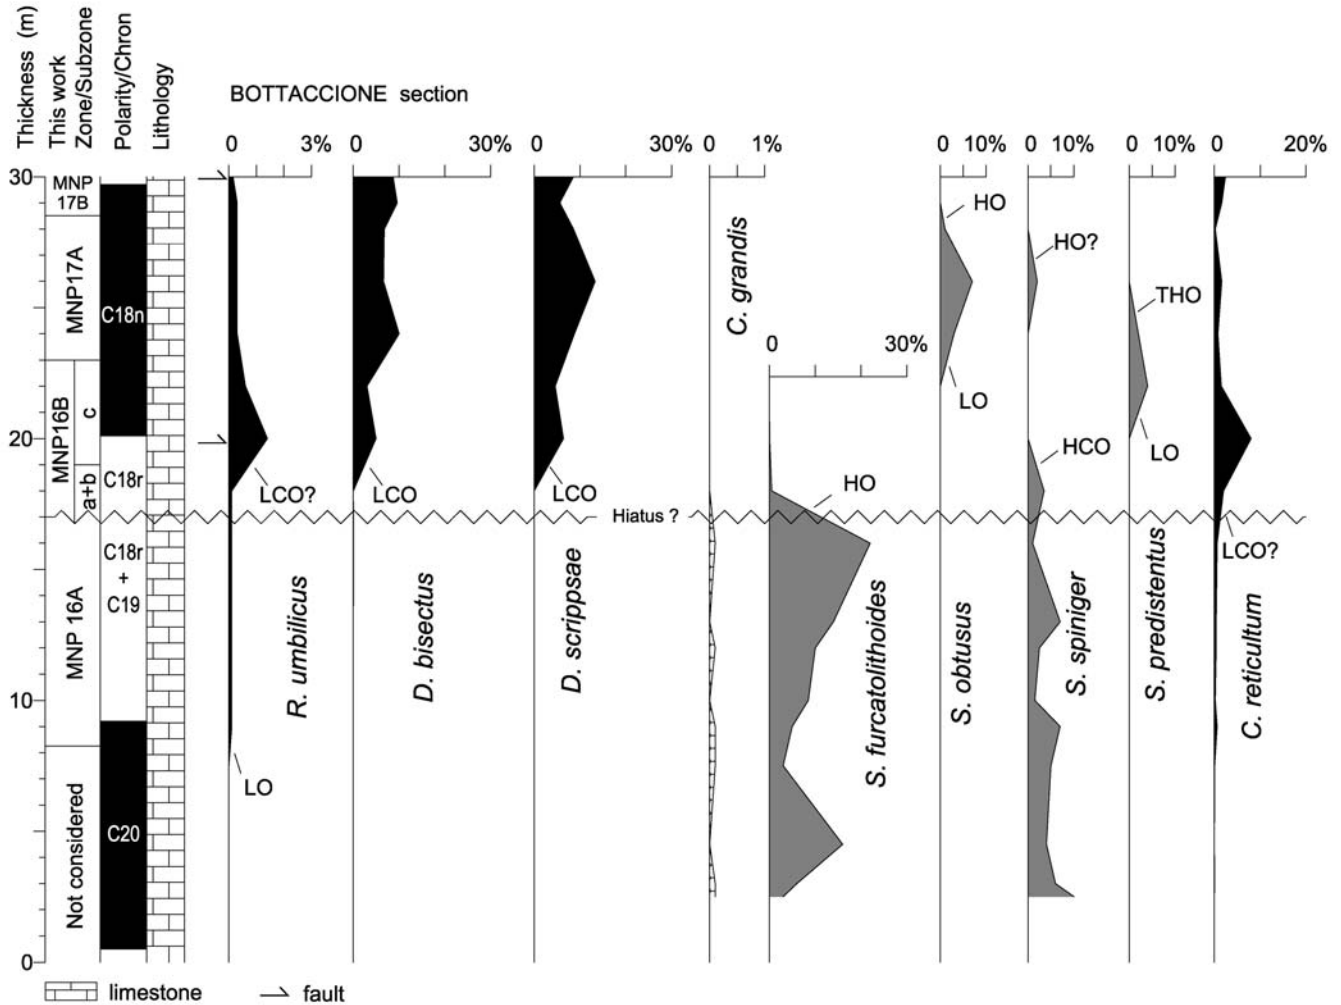 Thickness (m)
This work
Zone/Subzone
Polarity/Chron
Lithology
BOTTACCIONE section
0 3%
0 30%
0 30%
0 1%
0 10%
0 10%
0 10%
0 20%
30
20
10
0
MNP
17B
MNP17A
MNP16B
c
a+b
MNP 16A
Not considered
C18n
C18r
C18r
+
C19
C20
LCO?
LO
R. umbilicus
LCO
D. bisectus
LCO
D. scrippsae
Hiatus ?
C. grandis
0 30%
HO
S. furcatolithoides
HO
LO
S. obtusus
HO?
HCO
S. spiniger
THO
LO
S. predistentus
LCO?
C. reticultum
limestone
fault